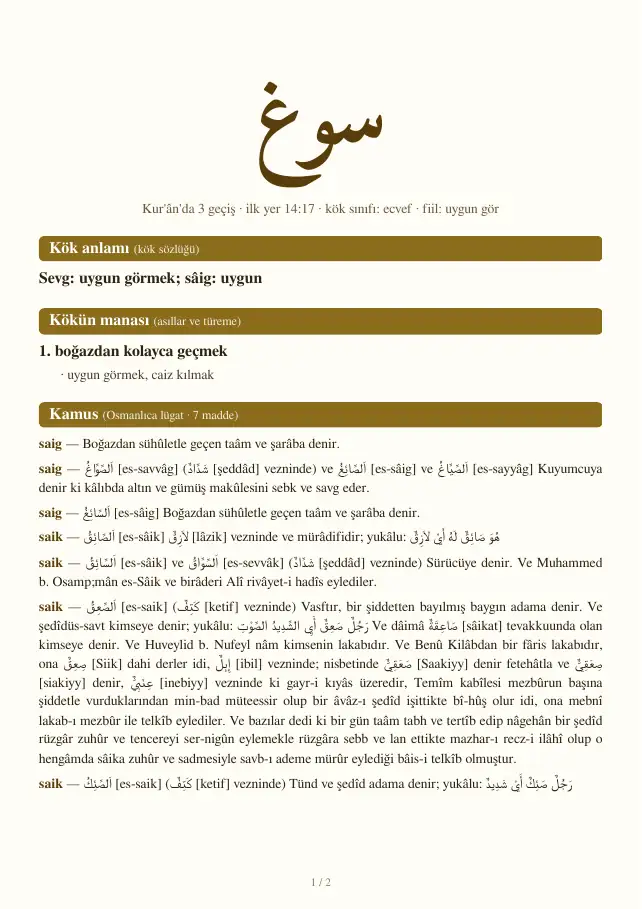 سوغ
Kur'ân'da 3 geçiş · ilk yer 14:17 · kök sınıfı: ecvef · fiil: uygun gör
Kök anlamı (kök sözlüğü)
Sevg: uygun görmek; sâig: uygun
Kökün manası (asıllar ve türeme)
1. boğazdan kolayca geçmek
· uygun görmek, caiz kılmak
Kamus (Osmanlıca lügat · 7 madde)
saig — Boğazdan sühûletle geçen taâm ve şarâba denir.
saig — اَلصَّوَّاغُ [es-savvâg] (شَدَّادٌ [şeddâd] vezninde) ve اَلصَّائِغُ [es-sâig] ve اَلصَّيَّاغُ [es-sayyâg] Kuyumcuya
denir ki kâlıbda altın ve gümüş makûlesini sebk ve savg eder.
saig — اَلسَّائِغُ [es-sâig] Boğazdan sühûletle geçen taâm ve şarâba denir.
saik — اَلصَّائِقُ [es-sâik] لاَزِقٌ [lâzik] vezninde ve mürâdifidir; yukâlu: هُوَ صَائِقٌ لَهُ أَيْ لاَزِقٌ
saik — اَلسَّائِقُ [es-sâik] ve اَلسَّوَّاقُ [es-sevvâk] (شَدَّادٌ [şeddâd] vezninde) Sürücüye denir. Ve Muhammed
b. Osamp;mân es-Sâik ve birâderi Alî rivâyet-i hadîs eylediler.
saik — اَلصَّعِقُ [es-saik] (كَتِفٌ [ketif] vezninde) Vasftır, bir şiddetten bayılmış baygın adama denir. Ve
şedîdüs-savt kimseye denir; yukâlu: رَجُلٌ صَعِقٌ أَيِ الشَّدِيدُ الصَّوْتِ Ve dâimâ صَاعِقَةٌ [sâikat] tevakkuunda olan
kimseye denir. Ve Huveylid b. Nufeyl nâm kimsenin lakabıdır. Ve Benû Kilâbdan bir fâris lakabıdır,
ona صِعِقٌ [Siik] dahi derler idi, إِبِلٌ [ibil] vezninde; nisbetinde صَعَقِيٌّ [Saakiyy] denir fetehâtla ve صِعِقِيٌّ
[siakiyy] denir, عِنَبِيٌّ [inebiyy] vezninde ki gayr-i kıyâs üzeredir, Temîm kabîlesi mezbûrun başına
şiddetle vurduklarından min-bad müteessir olup bir âvâz-ı şedîd işittikte bî-hûş olur idi, ona mebnî
lakab-ı mezbûr ile telkîb eylediler. Ve bazılar dedi ki bir gün taâm tabh ve tertîb edip nâgehân bir şedîd
rüzgâr zuhûr ve tencereyi ser-nigûn eylemekle rüzgâra sebb ve lan ettikte mazhar-ı recz-i ilâhî olup o
hengâmda sâika zuhûr ve sadmesiyle savb-ı ademe mürûr eylediği bâis-i telkîb olmuştur.
saik — اَلصَّئِكُ [es-saik] (كَتِفٌ [ketif] vezninde) Tünd ve şedîd adama denir; yukâlu: رَجُلٌ صَئِكٌ أَيْ شَدِيدٌ
1 / 2